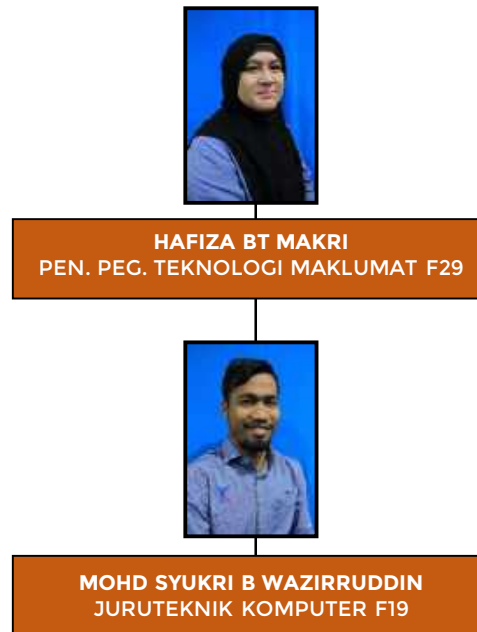 HAFIZA BT MAKRI
PEN. PEG. TEKNOLOGI MAKLUMAT F29
MOHD SYUKRI B WAZIRRUDDIN
JURUTEKNIK KOMPUTER F19